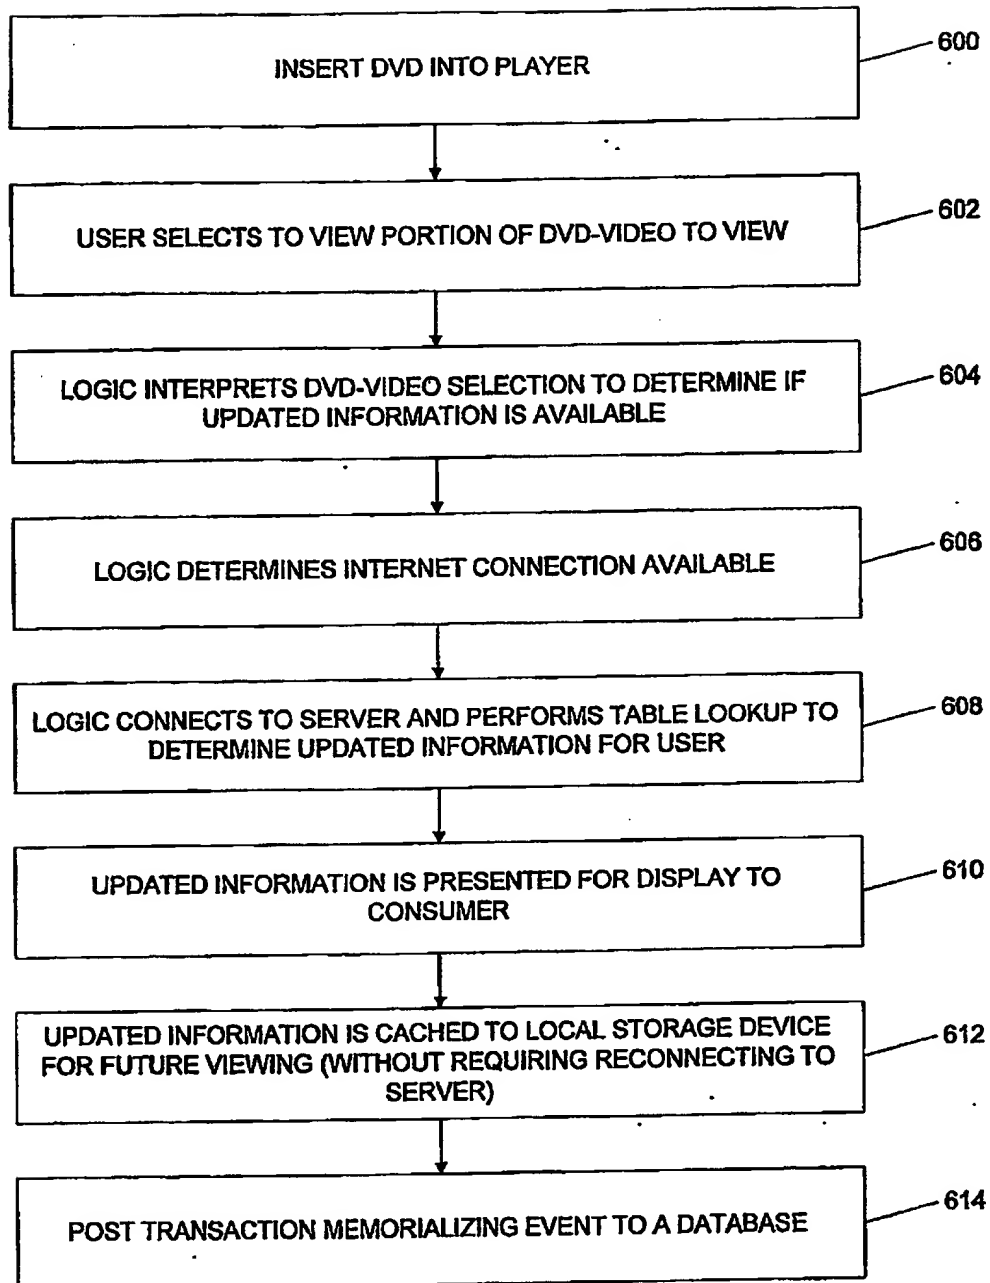 INSERT DVD INTO PLAYER
600
USER SELECTS TO VIEW PORTION OF DVD-VIDEO TO VIEW
602
LOGIC INTERPRETS DVD-VIDEO SELECTION TO DETERMINE IF
UPDATED INFORMATION IS AVAILABLE
604
LOGIC DETERMINES INTERNET CONNECTION AVAILABLE
606
LOGIC CONNECTS TO SERVER AND PERFORMS TABLE LOOKUP TO
DETERMINE UPDATED INFORMATION FOR USER
608
UPDATED INFORMATION IS PRESENTED FOR DISPLAY TO
CONSUMER
610
UPDATED INFORMATION IS CACHED TO LOCAL STORAGE DEVICE
FOR FUTURE VIEWING (WITHOUT REQUIRING RECONNECTING TO
SERVER)
612
POST TRANSACTION MEMORIALIZING EVENT TO A DATABASE
614